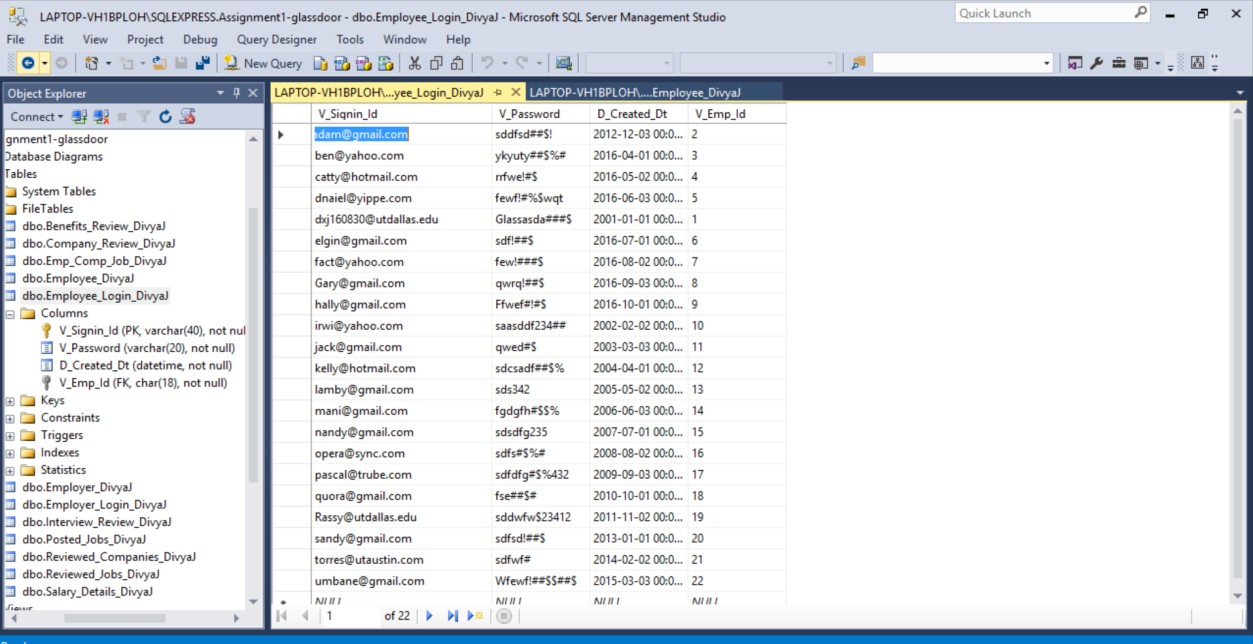 LAPTOP-VH1BPLOH\SQLEXPRESS.Assignment1-glassdoor - dbo.Employee_Login_DivyaJ - Microsoft SQL Server Management Studio
Quick Launch
File Edit View Project Debug Query Designer Tools Window Help
New Query
Object Explorer
LAPTOP-VH1BPLOH\...yee_Login_DivyaJ LAPTOP-VH1BPLOH\....Employee_DivyaJ
Connect
gnment1-glassdoor
Database Diagrams
Tables
System Tables
FileTables
dbo.Benefits_Review_DivyaJ
dbo.Company_Review_DivyaJ
dbo.Emp_Comp_Job_DivyaJ
dbo.Employee_DivyaJ
dbo.Employee_Login_DivyaJ
Columns
V_Signin_Id (PK, varchar(40), not nul
V_Password (varchar(20), not null)
D_Created_Dt (datetime, not null)
V_Emp_Id (FK, char(18), not null)
Keys
Constraints
Triggers
Indexes
Statistics
dbo.Employer_DivyaJ
dbo.Employer_Login_DivyaJ
dbo.Interview_Review_DivyaJ
dbo.Posted_Jobs_DivyaJ
dbo.Reviewed_Companies_DivyaJ
dbo.Reviewed_Jobs_DivyaJ
dbo.Salary_Details_DivyaJ
Views
V_Signin_Id V_Password D_Created_Dt V_Emp_Id
adam@gmail.com sddfsd##$! 2012-12-03 00:0... 2
ben@yahoo.com ykyuty##$%# 2016-04-01 00:0... 3
catty@hotmail.com rrfwe!#$ 2016-05-02 00:0... 4
dnaiel@yippe.com fewf!#%$wqt 2016-06-03 00:0... 5
dxj160830@utdallas.edu Glassasda###$ 2001-01-01 00:0... 1
elgin@gmail.com sdf!##$ 2016-07-01 00:0... 6
fact@yahoo.com few!###$ 2016-08-02 00:0... 7
Gary@gmail.com qwrq!##$ 2016-09-03 00:0... 8
hally@gmail.com Ffwef#!#$ 2016-10-01 00:0... 9
irwi@yahoo.com saasddf234## 2002-02-02 00:0... 10
jack@gmail.com qwed#$ 2003-03-03 00:0... 11
kelly@hotmail.com sdcsadf##$% 2004-04-01 00:0... 12
lamby@gmail.com sds342 2005-05-02 00:0... 13
mani@gmail.com fgdgfh#$$% 2006-06-03 00:0... 14
nandy@gmail.com sdsdfg235 2007-07-01 00:0... 15
opera@sync.com sdfs#$%# 2008-08-02 00:0... 16
pascal@trube.com sdfdfg#$%432 2009-09-03 00:0... 17
quora@gmail.com fse##$# 2010-10-01 00:0... 18
Rassy@utdallas.edu sddwfw$23412 2011-11-02 00:0... 19
sandy@gmail.com sdfsd!##$ 2013-01-01 00:0... 20
torres@utaustin.com sdfwf# 2014-02-02 00:0... 21
umbane@gmail.com Wfewf!##$$##$ 2015-03-03 00:0... 22
NULL NULL NULL NULL
1 of 22